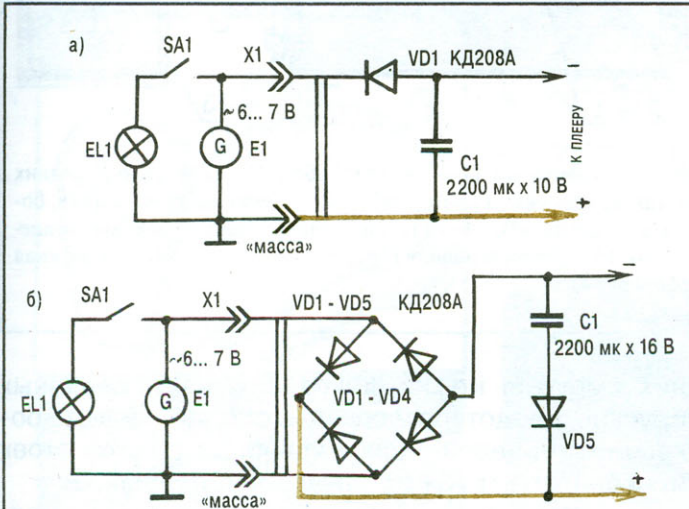 а)
SA1
X1
VD1 КД208А
−
~6... 7 В
EL1
G
E1
C1
2200 мк x 10 В
К ПЛЕЕРУ
+
«масса»
б)
SA1
X1
VD1 - VD5
КД208А
−
~6... 7 В
C1
2200 мк x 16 В
EL1
G
E1
VD1 - VD4
VD5
+
«масса»